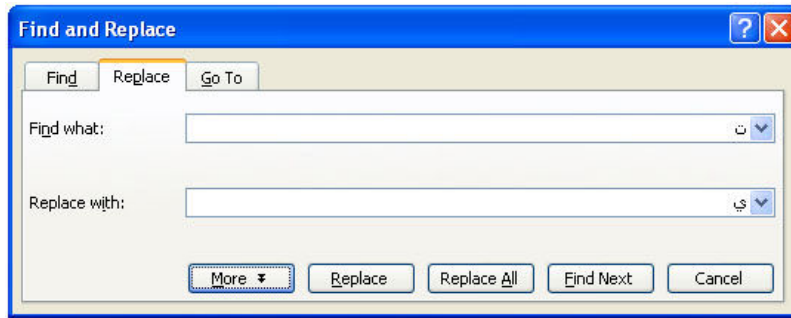 Find and Replace
Find Replace Go To
Find what: ت
Replace with: ي
More Replace Replace All Find Next Cancel